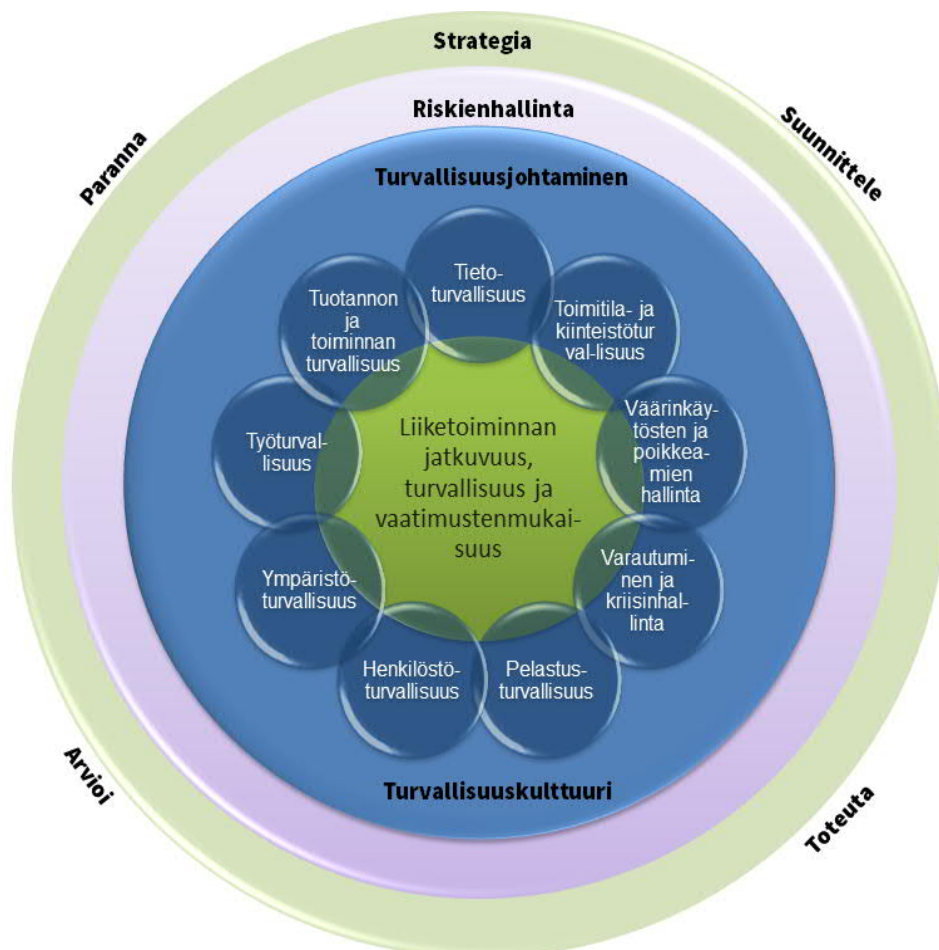 Strategia
Suunnittele
Toteuta
Arvioi
Paranna
Riskienhallinta
Turvallisuusjohtaminen
Tieto-
turvallisuus
Toimitila- ja
kiinteistötur
val-lisuus
Väärinkäy-
tösten ja
poikkea-
mien
hallinta
Varautumi-
nen ja
kriisinhal-
linta
Pelastus-
turvallisuus
Henkilöstö-
turvallisuus
Ympäristö-
turvallisuus
Työturval-
lisuus
Tuotannon
ja
toiminnan
turvallisuus
Liiketoiminnan
jatkuvuus,
turvallisuus ja
vaatimustenmukai-
suus
Turvallisuuskulttuuri